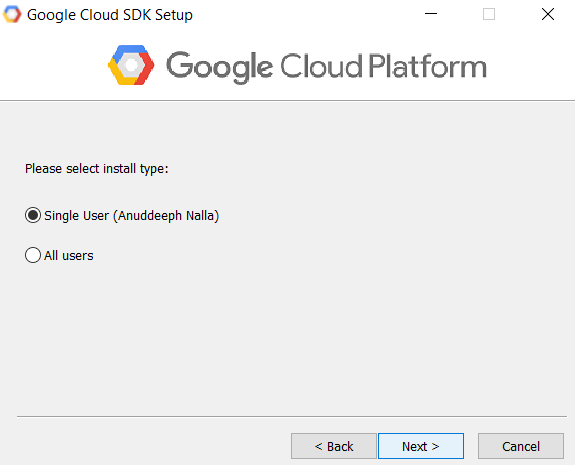 Google Cloud SDK Setup
Google Cloud Platform
Please select install type:
Single User (Anuddeeph Nalla)
All users
< Back
Next >
Cancel